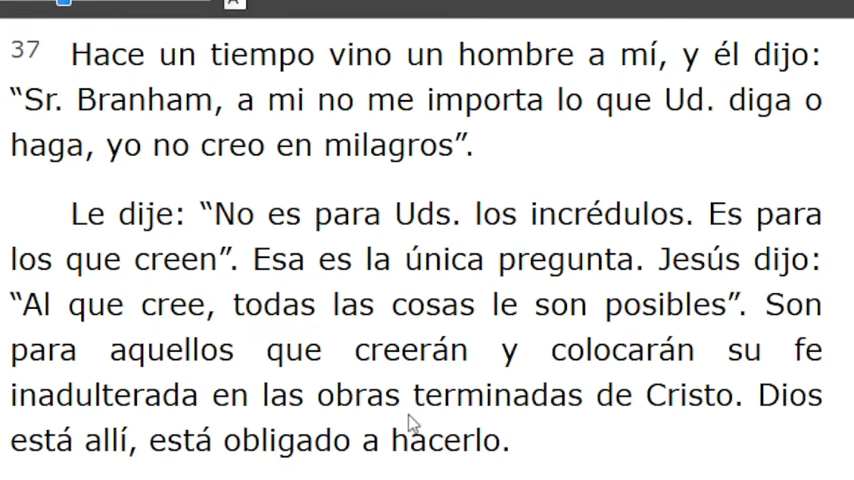 37 Hace un tiempo vino un hombre a mí, y él dijo:
“Sr. Branham, a mi no me importa lo que Ud. diga o
haga, yo no creo en milagros”.
Le dije: “No es para Uds. los incrédulos. Es para
los que creen”. Esa es la única pregunta. Jesús dijo:
“Al que cree, todas las cosas le son posibles”. Son
para aquellos que creerán y colocarán su fe
inadulterada en las obras terminadas de Cristo. Dios
está allí, está obligado a hacerlo.